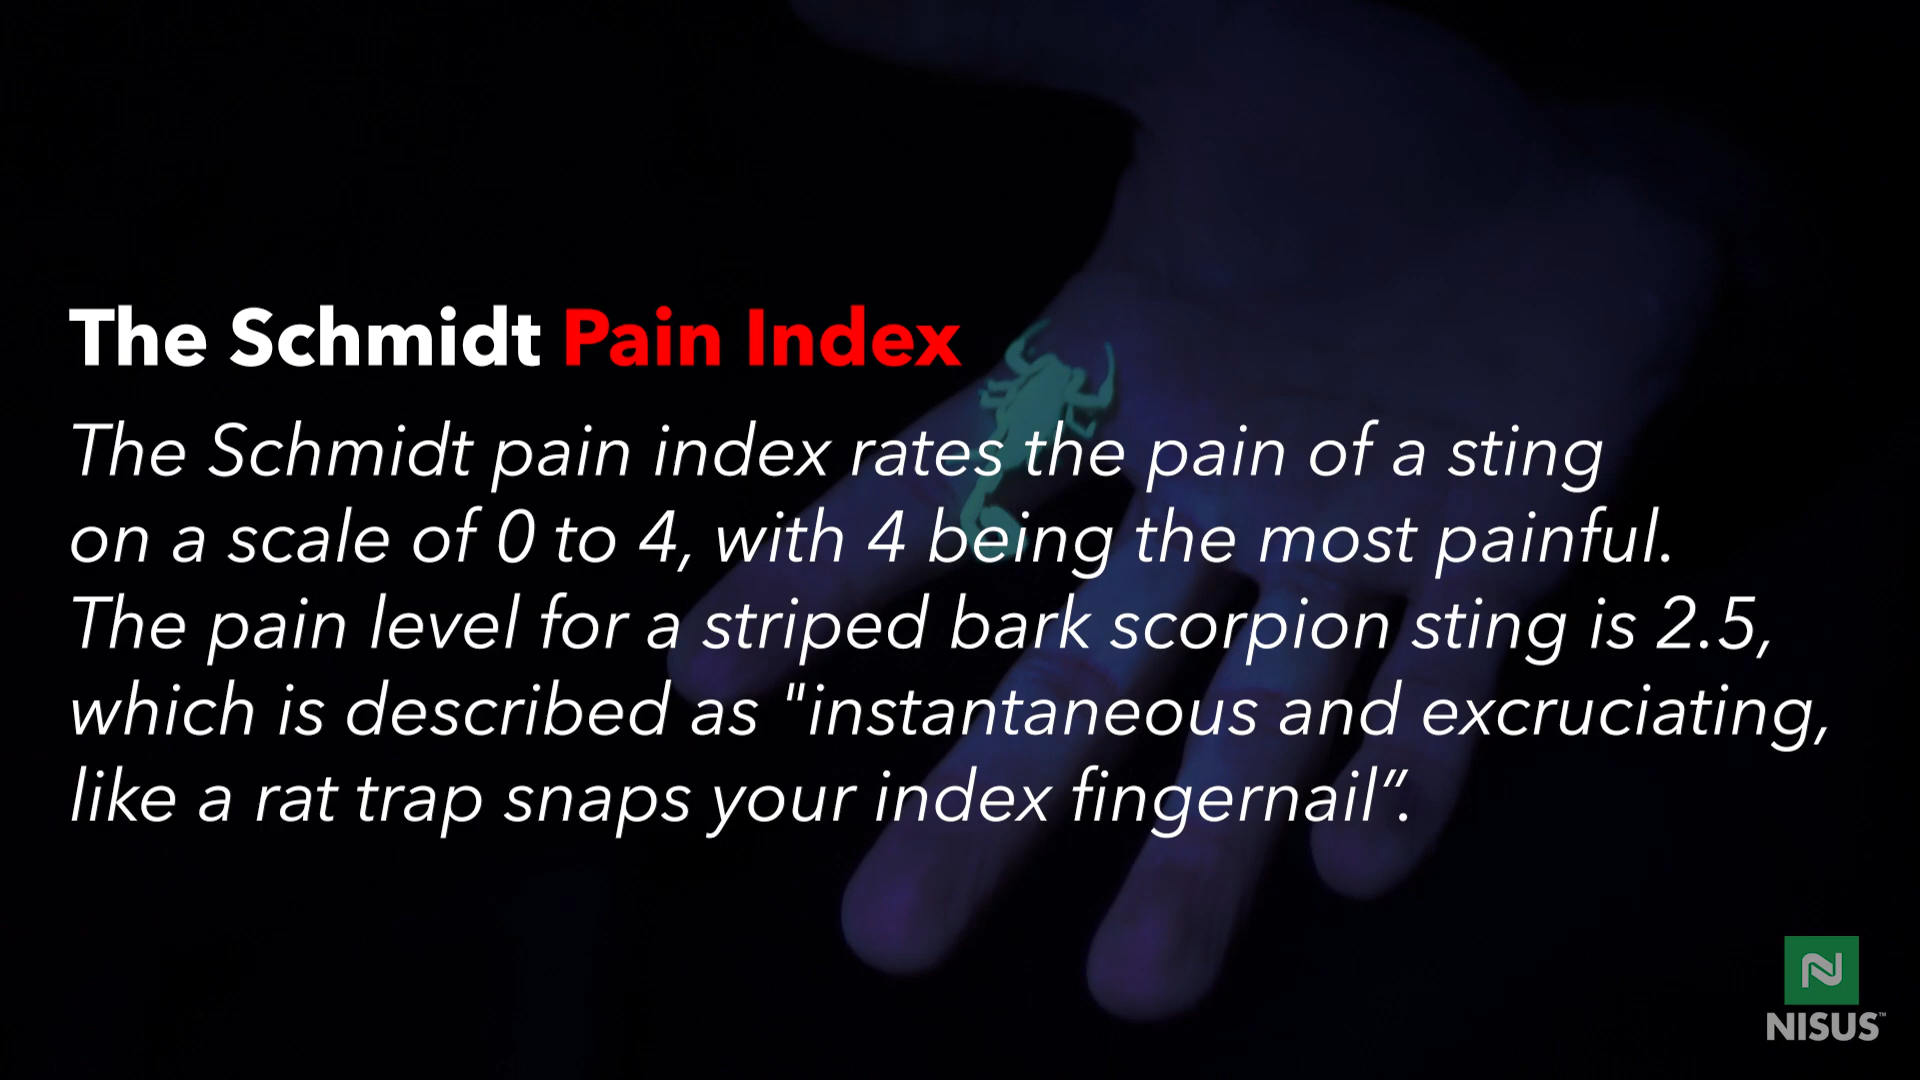 The Schmidt Pain Index
The Schmidt pain index rates the pain of a sting
on a scale of 0 to 4, with 4 being the most painful.
The pain level for a striped bark scorpion sting is 2.5,
which is described as "instantaneous and excruciating,
like a rat trap snaps your index fingernail”.
NISUS™